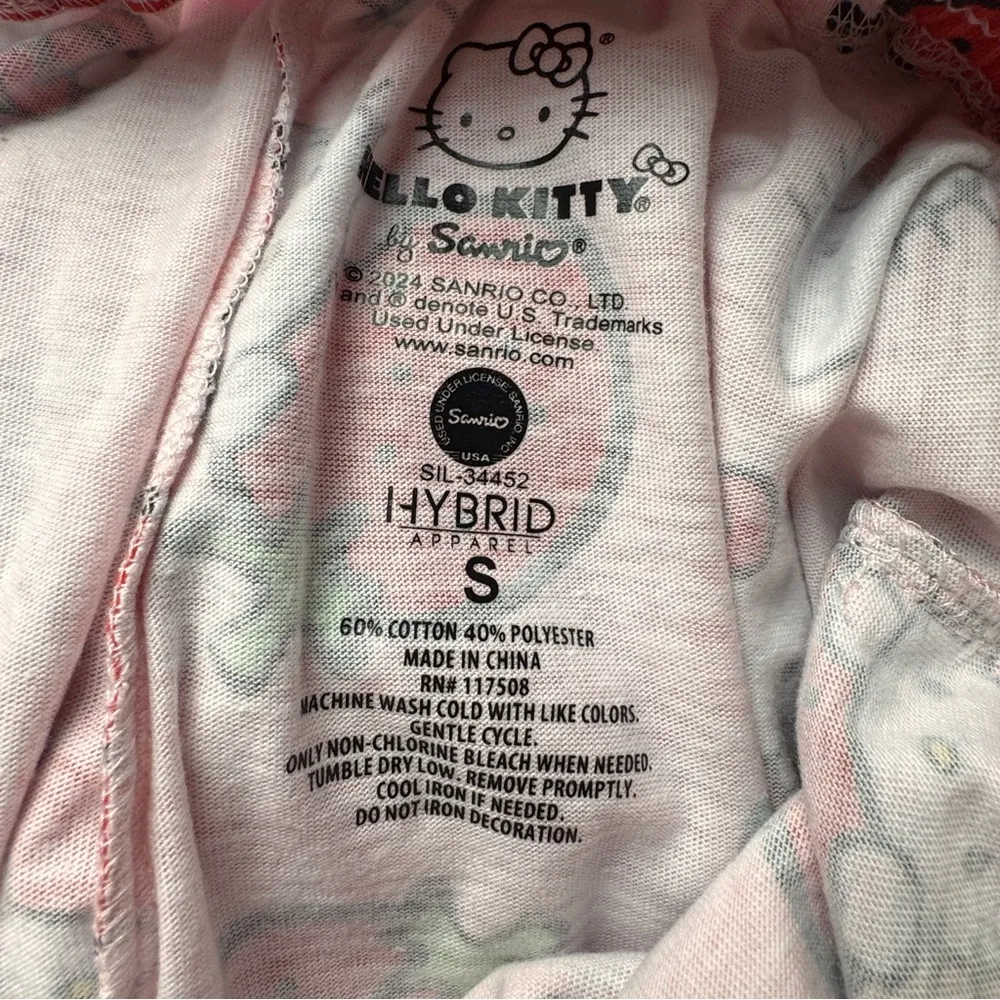 ®
ELLO KITTY®
by Sanrio®
© 2024 SANRIO CO., LTD
and ® denote U.S. Trademarks
Used Under License
www.sanrio.com
USED UNDER LICENSE SANRIO, INC.
Sanrio
USA
SIL-34452
HYBRID
APPAREL
S
60% COTTON 40% POLYESTER
MADE IN CHINA
RN# 117508
MACHINE WASH COLD WITH LIKE COLORS.
GENTLE CYCLE.
ONLY NON-CHLORINE BLEACH WHEN NEEDED.
TUMBLE DRY LOW. REMOVE PROMPTLY.
COOL IRON IF NEEDED.
DO NOT IRON DECORATION.